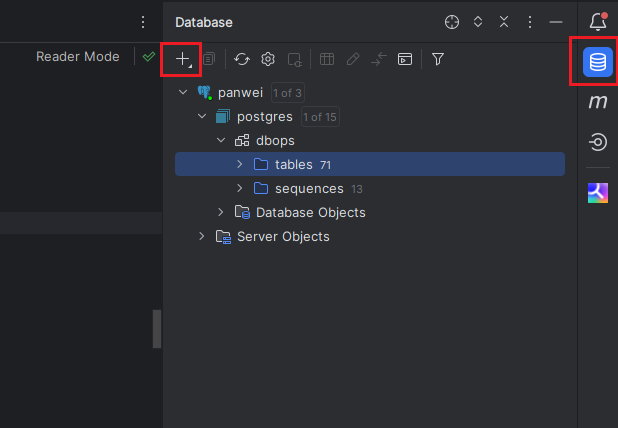 Database
Reader Mode
panwei 1 of 3
postgres 1 of 15
dbops
tables 71
sequences 13
Database Objects
Server Objects
m